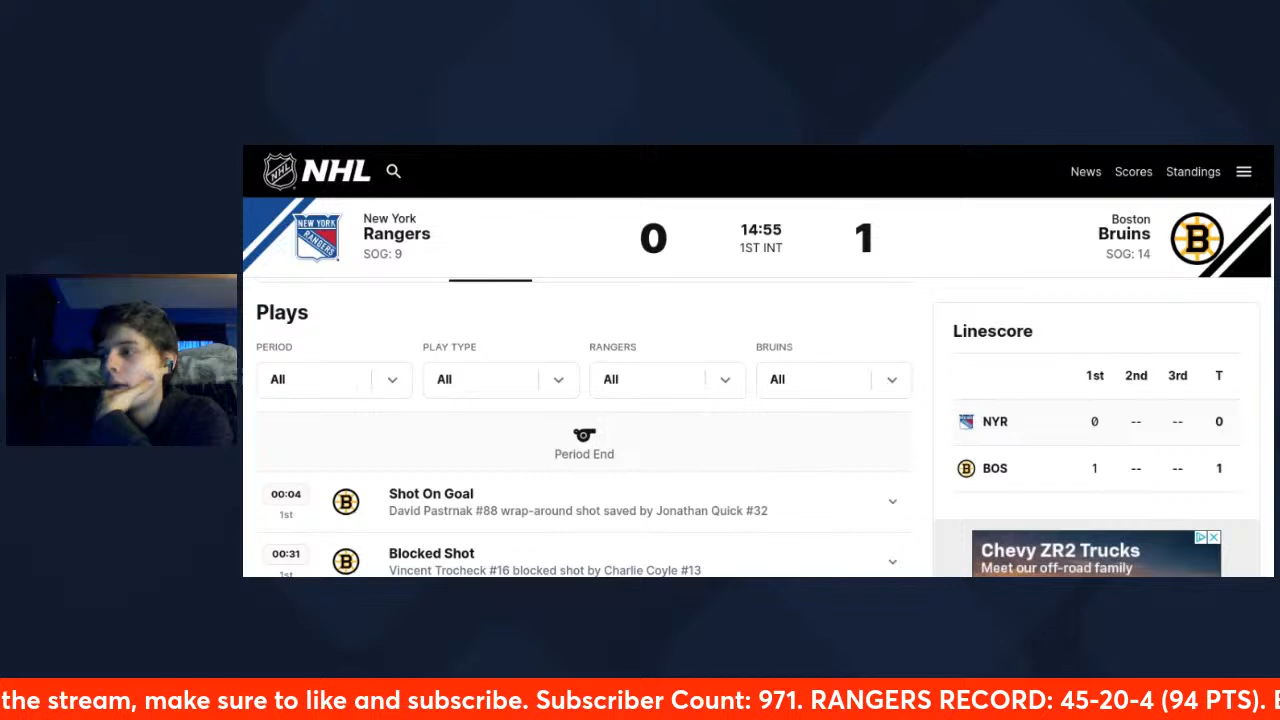 NHL
News Scores Standings
New York
Rangers
SOG: 9
0
14:55
1ST INT
1
Boston
Bruins
SOG: 14
NEW YORK
RANGERS
B
Plays
PERIOD PLAY TYPE RANGERS BRUINS
All All All All
Period End
00:04
1st
B
Shot On Goal
David Pastrnak #88 wrap-around shot saved by Jonathan Quick #32
00:31
1st
B
Blocked Shot
Vincent Trocheck #16 blocked shot by Charlie Coyle #13
Linescore
1st 2nd 3rd T
NYR 0 -- -- 0
B BOS 1 -- -- 1
Chevy ZR2 Trucks
Meet our off-road family
the stream, make sure to like and subscribe. Subscriber Count: 971. RANGERS RECORD: 45-20-4 (94 PTS).